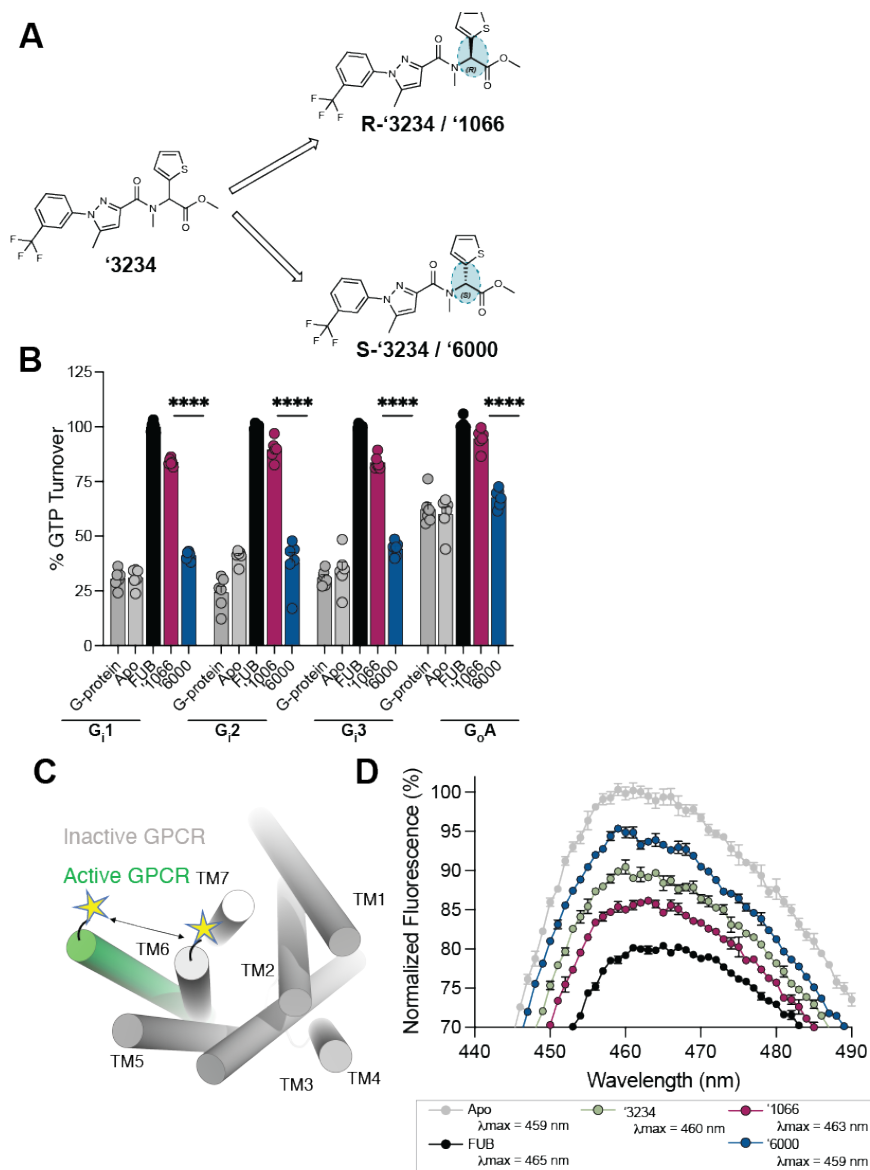 A
R-‘3234 / ‘1066
‘3234
S-‘3234 / ‘6000
O
S
N
(R)
O
O
N
N
F
F
F
O
S
N
O
O
N
N
F
F
F
O
S
N
(S)
O
O
N
N
F
F
F
B
% GTP Turnover
125
100
75
50
25
0
**** **** **** ****
G-protein Apo FUB '1066 '6000 G-protein Apo FUB '1066 '6000 G-protein Apo FUB '1066 '6000 G-protein Apo FUB '1066 '6000
Gi1 Gi2 Gi3 GoA
C
Inactive GPCR
Active GPCR
TM7
TM1
TM6
TM2
TM5
TM3
TM4
D
Normalized Fluorescence (%)
100
95
90
85
80
75
70
440 450 460 470 480 490
Wavelength (nm)
Apo
λmax = 459 nm
FUB
λmax = 465 nm
‘3234
λmax = 460 nm
‘1066
λmax = 463 nm
‘6000
λmax = 459 nm